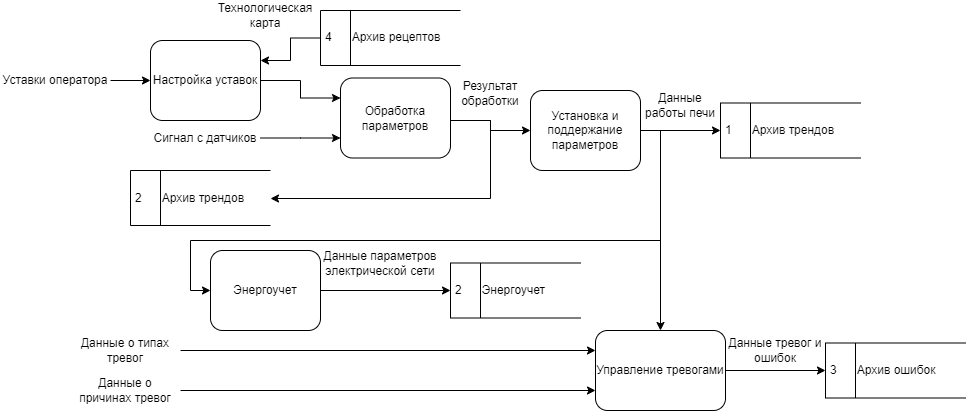 Технологическая
карта
4
Архив рецептов
Уставки оператора
Настройка уставок
Обработка
параметров
Результат
обработки
Сигнал с датчиков
Установка и
поддержание
параметров
Данные
работы печи
1
Архив трендов
2
Архив трендов
Энергоучет
Данные параметров
электрической сети
2
Энергоучет
Данные о типах
тревог
Данные о
причинах тревог
Управление тревогами
Данные тревог и
ошибок
3
Архив ошибок